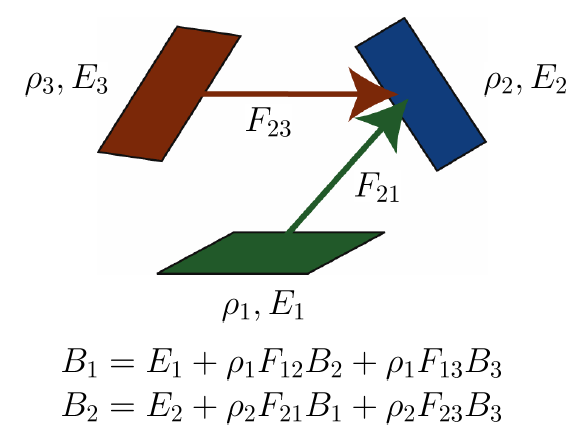 ρ₃, E₃
ρ₂, E₂
F₂₃
F₂₁
ρ₁, E₁
B₁ = E₁ + ρ₁F₁₂B₂ + ρ₁F₁₃B₃
B₂ = E₂ + ρ₂F₂₁B₁ + ρ₂F₂₃B₃